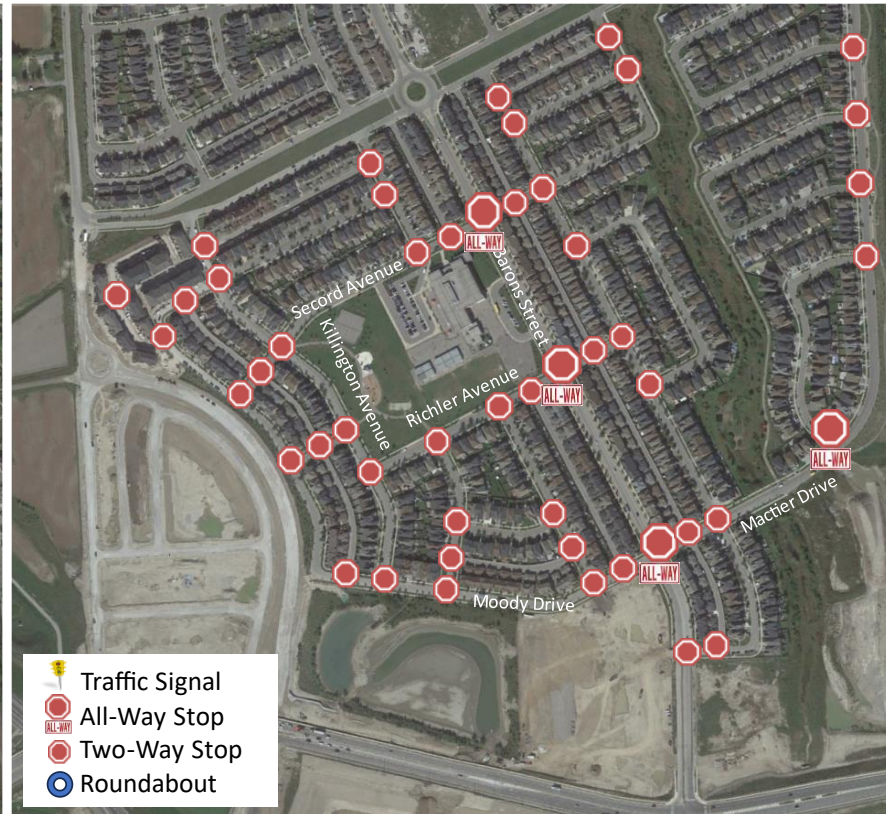 ALL-WAY
Barons Street
Secord Avenue
Killington Avenue
Richler Avenue
ALL-WAY
ALL-WAY
Mactier Drive
ALL-WAY
Moody Drive
Traffic Signal
ALL-WAY
All-Way Stop
Two-Way Stop
Roundabout